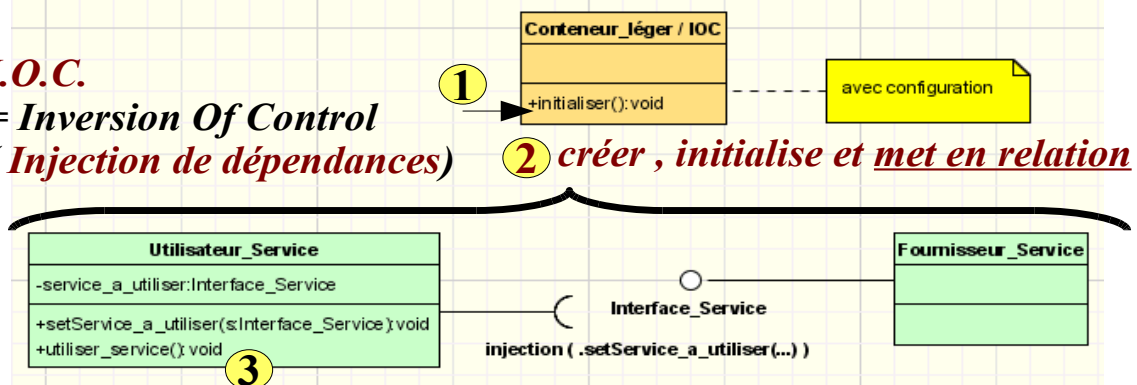 Conteneur_léger / IOC
.O.C.
= Inversion Of Control
Injection de dépendances)
1
+initialiser():void
avec configuration
2 créer , initialise et met en relation
Utilisateur_Service
-service_a_utiliser:Interface_Service
+setService_a_utiliser(s:Interface_Service):void
+utiliser_service():void
3
Interface_Service
injection ( .setService_a_utiliser(...) )
Fournisseur_Service